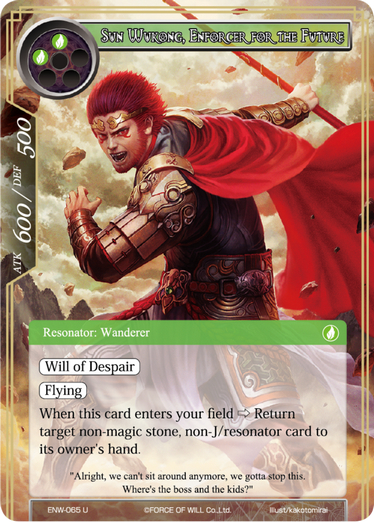 Sun Wukong, Enforcer for the Future
ATK 600 / DEF 500
Resonator: Wanderer
Will of Despair
Flying
When this card enters your field ⇨ Return
target non-magic stone, non-J/resonator card to
its owner's hand.
"Alright, we can't sit around anymore, we gotta stop this.
Where's the boss and the kids?"
ENW-065 U ©FORCE OF WILL Co.,Ltd. illust/kakotomirai